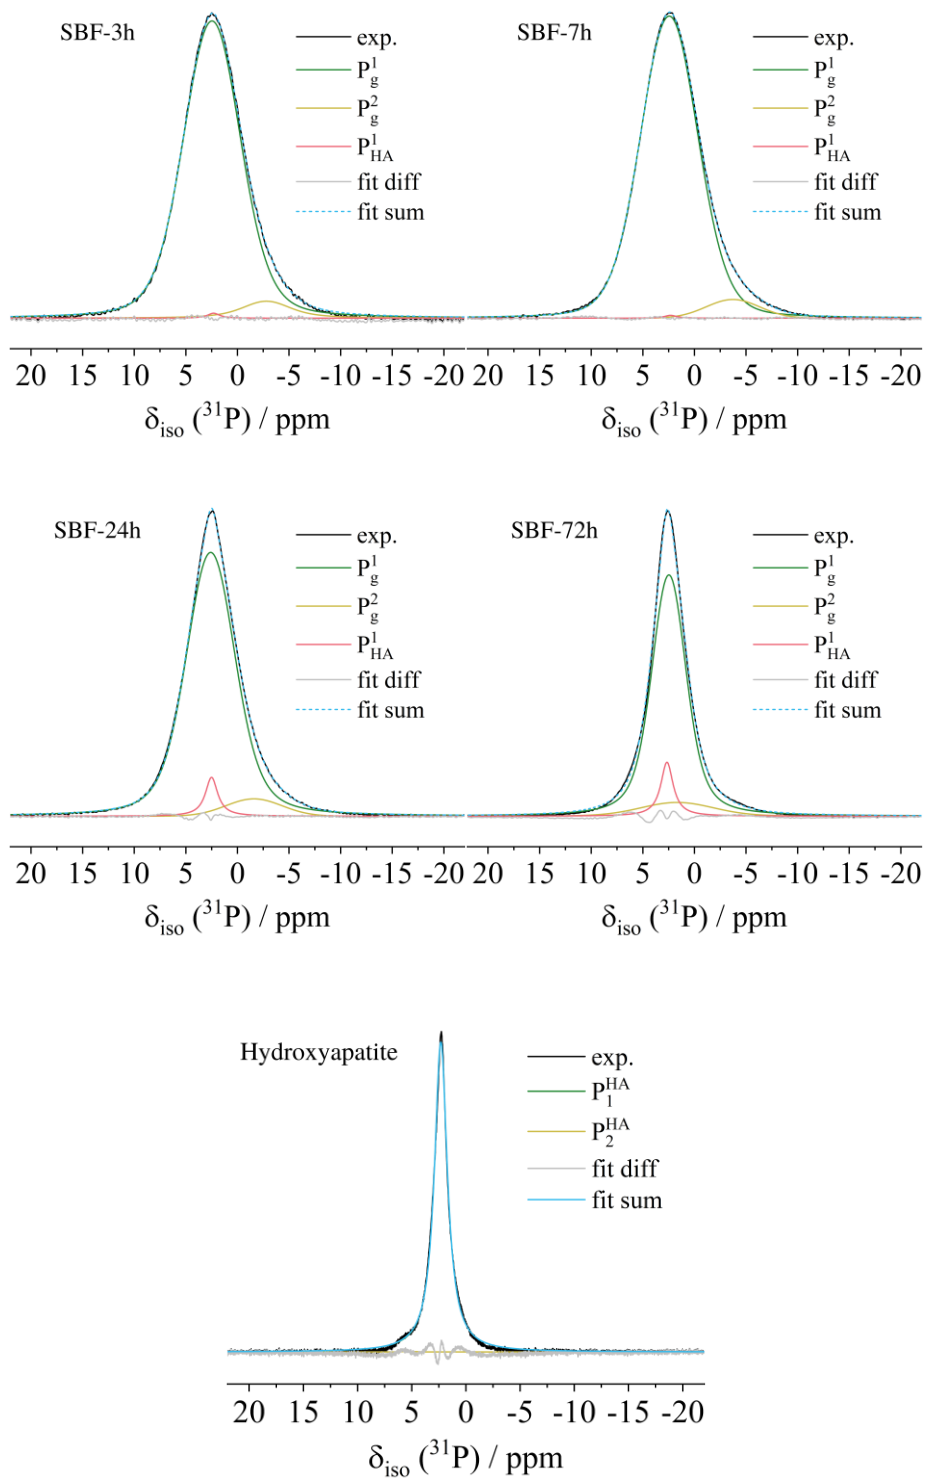 SBF-3h
exp.
P¹g
P²g
P¹HA
fit diff
fit sum
20 15 10 5 0 -5 -10 -15 -20
δiso (³¹P) / ppm
SBF-7h
exp.
P¹g
P²g
P¹HA
fit diff
fit sum
20 15 10 5 0 -5 -10 -15 -20
δiso (³¹P) / ppm
SBF-24h
exp.
P¹g
P²g
P¹HA
fit diff
fit sum
20 15 10 5 0 -5 -10 -15 -20
δiso (³¹P) / ppm
SBF-72h
exp.
P¹g
P²g
P¹HA
fit diff
fit sum
20 15 10 5 0 -5 -10 -15 -20
δiso (³¹P) / ppm
Hydroxyapatite
exp.
P₁HA
P₂HA
fit diff
fit sum
20 15 10 5 0 -5 -10 -15 -20
δiso (³¹P) / ppm